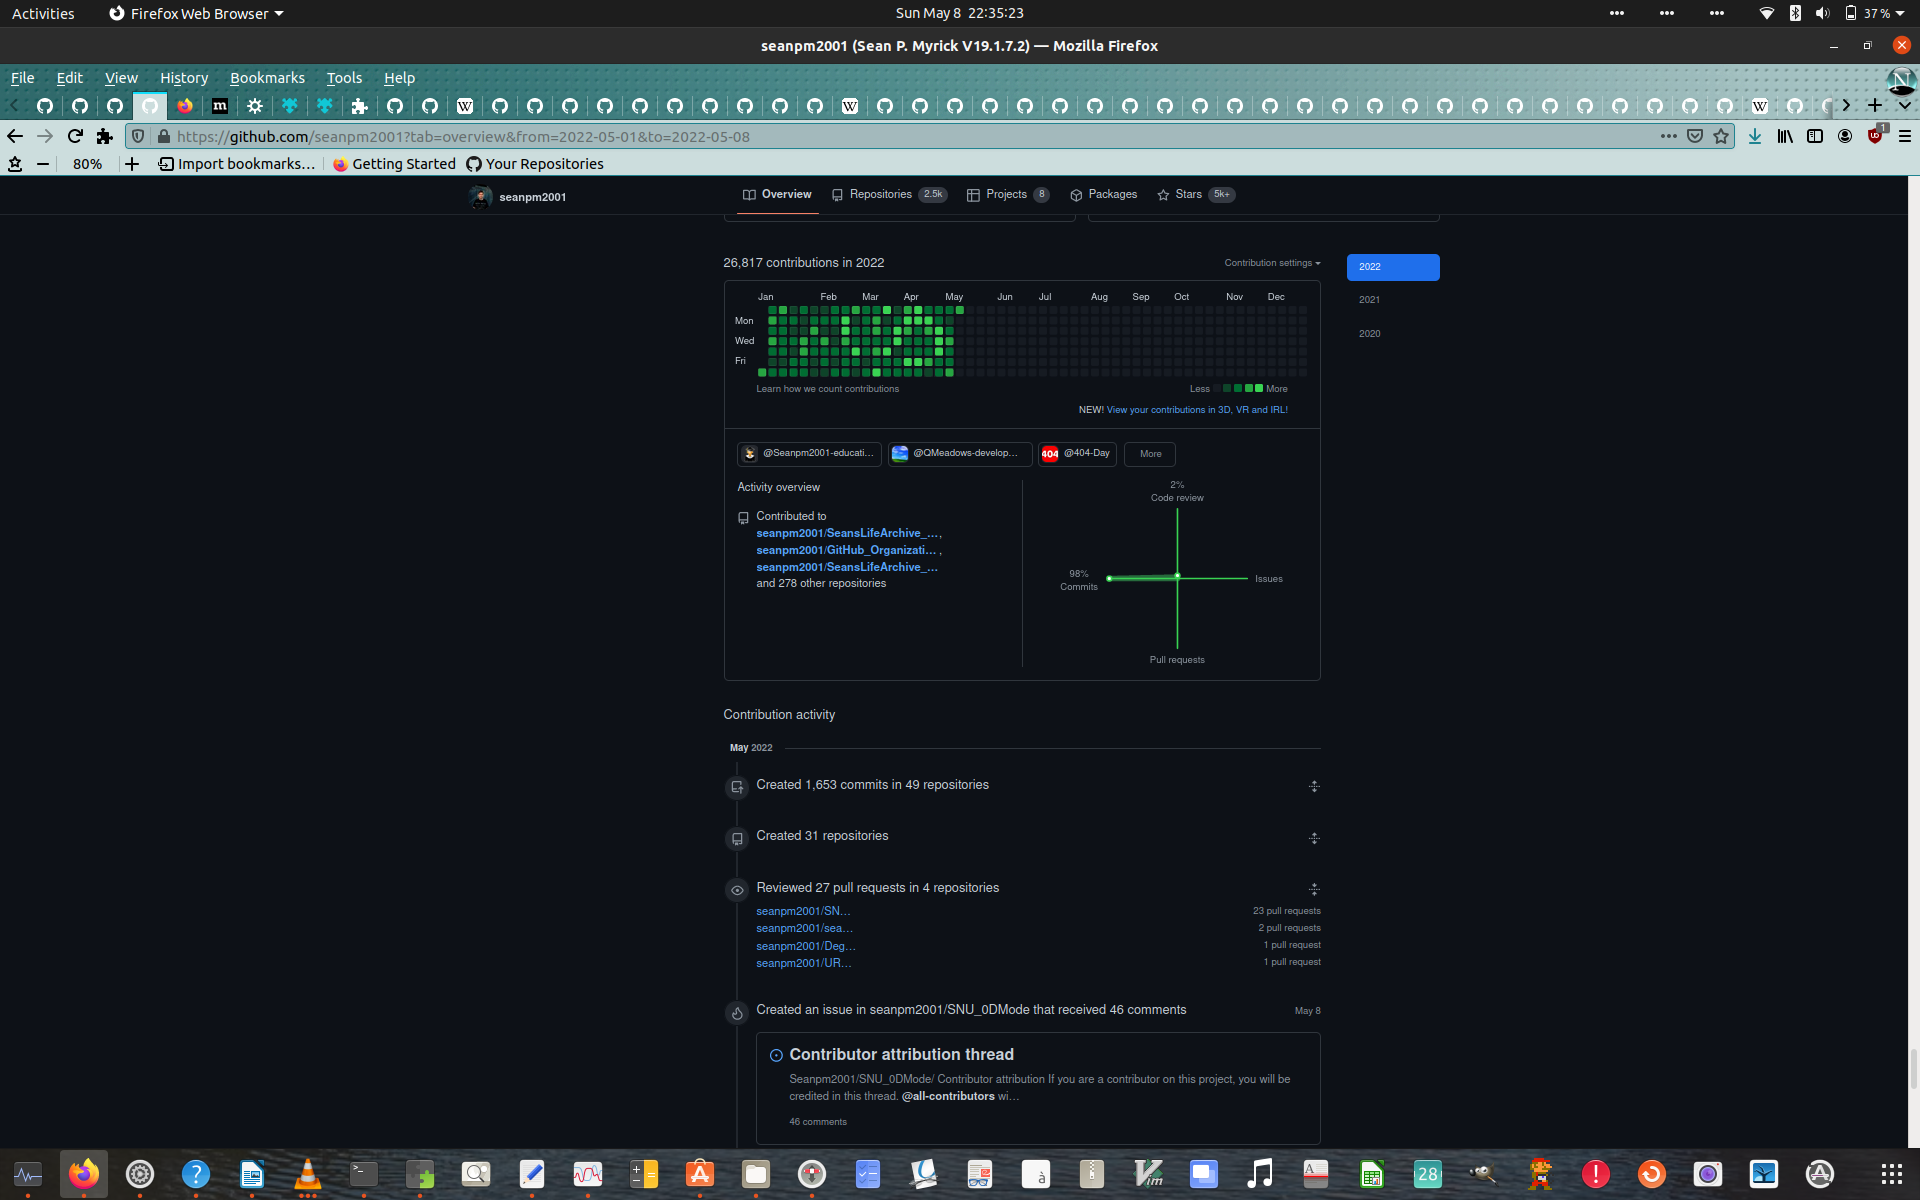 Activities
Firefox Web Browser
Sun May 8 22:35:23
37 %
seanpm2001 (Sean P. Myrick V19.1.7.2) — Mozilla Firefox
File Edit View History Bookmarks Tools Help
https://github.com/seanpm2001?tab=overview&from=2022-05-01&to=2022-05-08
1
80%
Import bookmarks…
Getting Started
Your Repositories
seanpm2001
Overview
Repositories 2.5k
Projects 8
Packages
Stars 5k+
26,817 contributions in 2022
Contribution settings
2022
2021
2020
Jan Feb Mar Apr May Jun Jul Aug Sep Oct Nov Dec
Mon
Wed
Fri
Learn how we count contributions
Less More
NEW! View your contributions in 3D, VR and IRL!
@Seanpm2001-educati…
@QMeadows-develop…
404 @404-Day
More
Activity overview
Contributed to
seanpm2001/SeansLifeArchive_…,
seanpm2001/GitHub_Organizati… ,
seanpm2001/SeansLifeArchive_…
and 278 other repositories
2%
Code review
98%
Commits
Issues
Pull requests
Contribution activity
May 2022
Created 1,653 commits in 49 repositories
Created 31 repositories
Reviewed 27 pull requests in 4 repositories
seanpm2001/SN… 23 pull requests
seanpm2001/sea… 2 pull requests
seanpm2001/Deg… 1 pull request
seanpm2001/UR… 1 pull request
Created an issue in seanpm2001/SNU_0DMode that received 46 comments
May 8
Contributor attribution thread
Seanpm2001/SNU_0DMode/ Contributor attribution If you are a contributor on this project, you will be
credited in this thread. @all-contributors wi…
46 comments
28